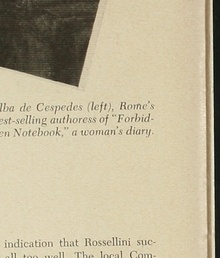 lba de Cespedes (left), Rome's
est-selling authoress of "Forbid-
en Notebook," a woman's diary.
indication that Rossellini suc-
all too well. The local Com-